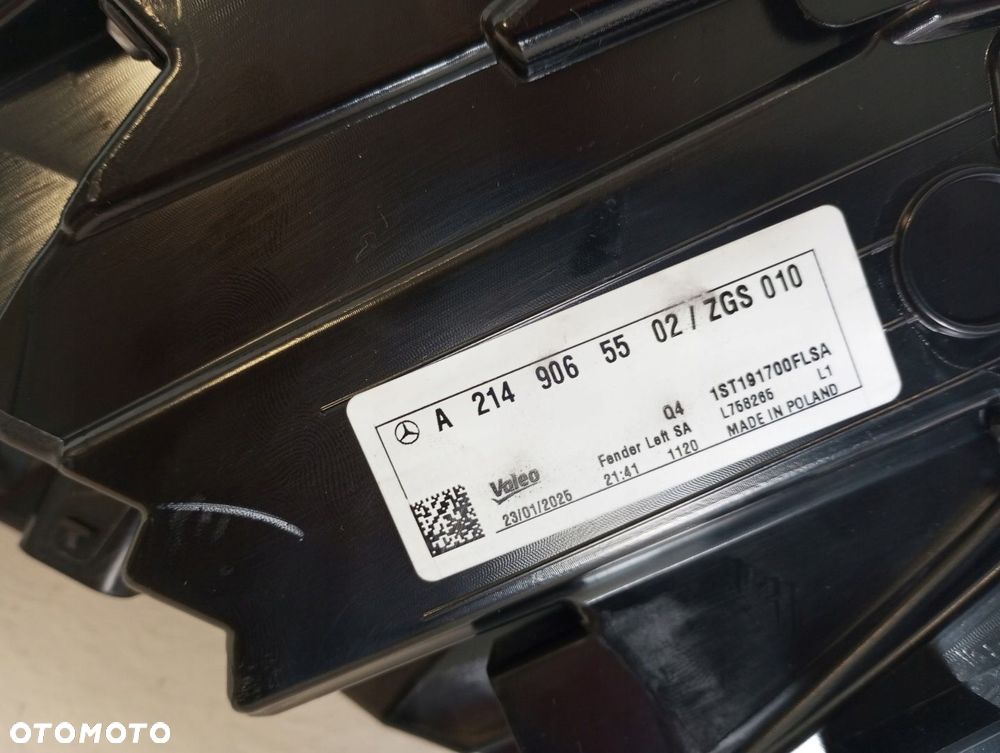 A 214 906 55 02 / ZGS 010
Valeo
Fender Left SA
Q4
1ST191700FLSA
23/01/2025
21:41
1120
L758265
L1
MADE IN POLAND
OTOMOTO